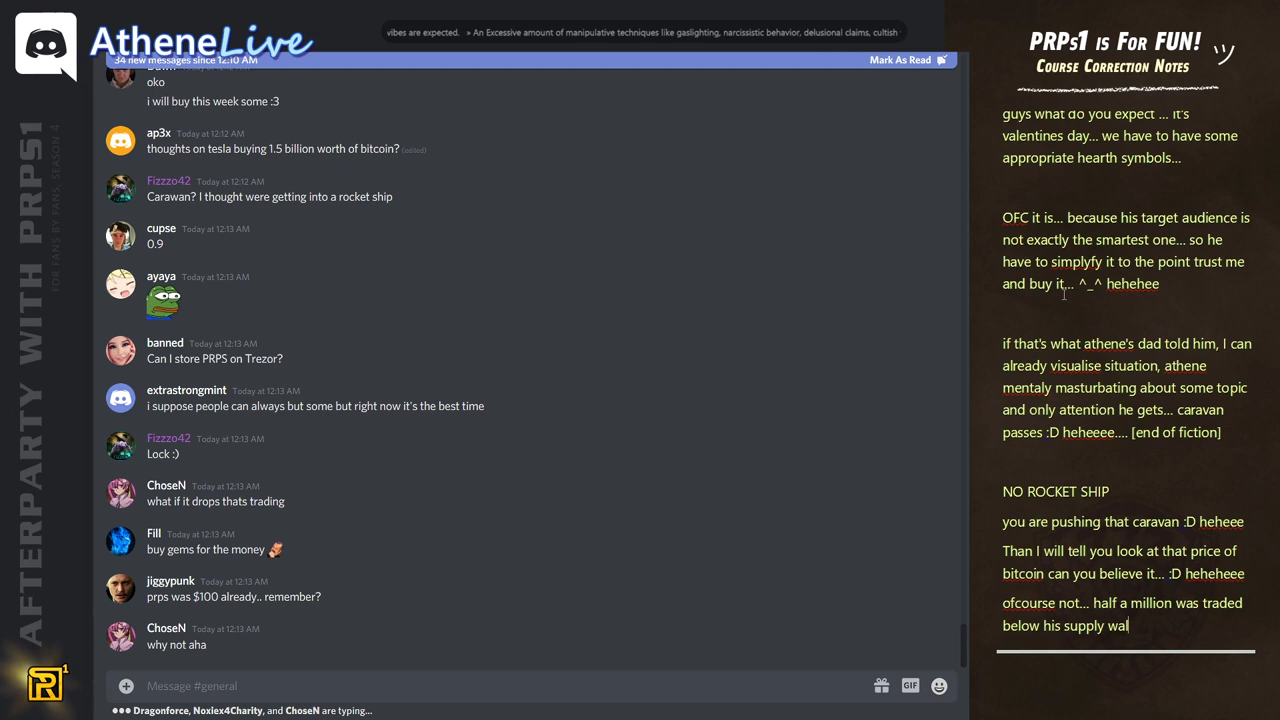 AtheneLive
vibes are expected.   » An Excessive amount of manipulative techniques like gaslighting, narcissistic behavior, delusional claims, cultish
34 new messages since 12:10 AM
Mark As Read
oko
i will buy this week some :3
ap3x Today at 12:12 AM
thoughts on tesla buying 1.5 billion worth of bitcoin? (edited)
Fizzzo42 Today at 12:12 AM
Carawan? I thought were getting into a rocket ship
cupse Today at 12:13 AM
0.9
ayaya Today at 12:13 AM
banned Today at 12:13 AM
Can I store PRPS on Trezor?
extrastrongmint Today at 12:13 AM
i suppose people can always but some but right now it's the best time
Fizzzo42 Today at 12:13 AM
Lock :)
ChoseN Today at 12:13 AM
what if it drops thats trading
Fill Today at 12:13 AM
buy gems for the money
jiggypunk Today at 12:13 AM
prps was $100 already.. remember?
ChoseN Today at 12:13 AM
why not aha
Message #general
GIF
Dragonforce, Noxiex4Charity, and ChoseN are typing...
AFTERPARTY WITH PRPS1
FOR FANS BY FANS, SEASON 4
R1
PRPs1 is For FUN!
Course Correction Notes
ツ
guys what do you expect ... it's
valentines day... we have to have some
appropriate hearth symbols...
OFC it is... because his target audience is
not exactly the smartest one... so he
have to simplyfy it to the point trust me
and buy it... ^_^ hehehee
if that's what athene's dad told him, I can
already visualise situation, athene
mentaly masturbating about some topic
and only attention he gets... caravan
passes :D heheeee.... [end of fiction]
NO ROCKET SHIP
you are pushing that caravan :D heheee
Than I will tell you look at that price of
bitcoin can you believe it... :D heheheee
ofcourse not... half a million was traded
below his supply wal